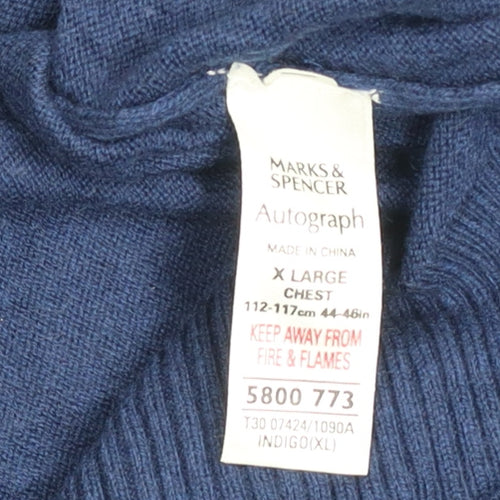 MARKS &
SPENCER
Autograph
MADE IN CHINA
X LARGE
CHEST
112-117cm 44-46in
KEEP AWAY FROM
FIRE & FLAMES
5800 773
T30 07424/1090A
INDIGO(XL)